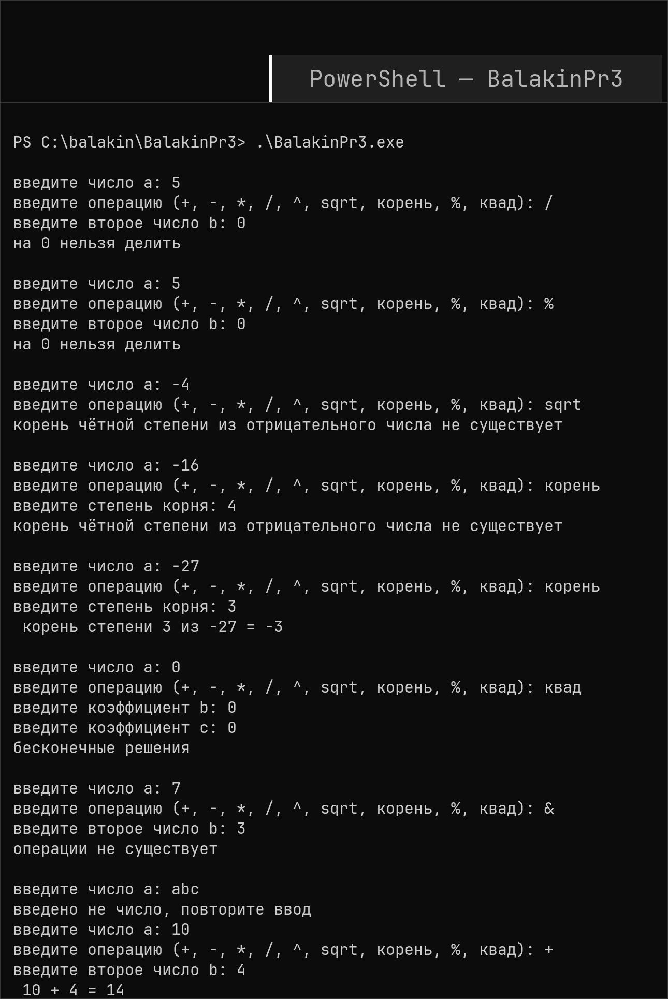 PowerShell — BalakinPr3
PS C:\balakin\BalakinPr3> .\BalakinPr3.exe
введите число a: 5
введите операцию (+, -, *, /, ^, sqrt, корень, %, квад): /
введите второе число b: 0
на 0 нельзя делить
введите число a: 5
введите операцию (+, -, *, /, ^, sqrt, корень, %, квад): %
введите второе число b: 0
на 0 нельзя делить
введите число a: -4
введите операцию (+, -, *, /, ^, sqrt, корень, %, квад): sqrt
корень чётной степени из отрицательного числа не существует
введите число a: -16
введите операцию (+, -, *, /, ^, sqrt, корень, %, квад): корень
введите степень корня: 4
корень чётной степени из отрицательного числа не существует
введите число a: -27
введите операцию (+, -, *, /, ^, sqrt, корень, %, квад): корень
введите степень корня: 3
корень степени 3 из -27 = -3
введите число a: 0
введите операцию (+, -, *, /, ^, sqrt, корень, %, квад): квад
введите коэффициент b: 0
введите коэффициент c: 0
бесконечные решения
введите число a: 7
введите операцию (+, -, *, /, ^, sqrt, корень, %, квад): &
введите второе число b: 3
операции не существует
введите число a: abc
введено не число, повторите ввод
введите число a: 10
введите операцию (+, -, *, /, ^, sqrt, корень, %, квад): +
введите второе число b: 4
10 + 4 = 14